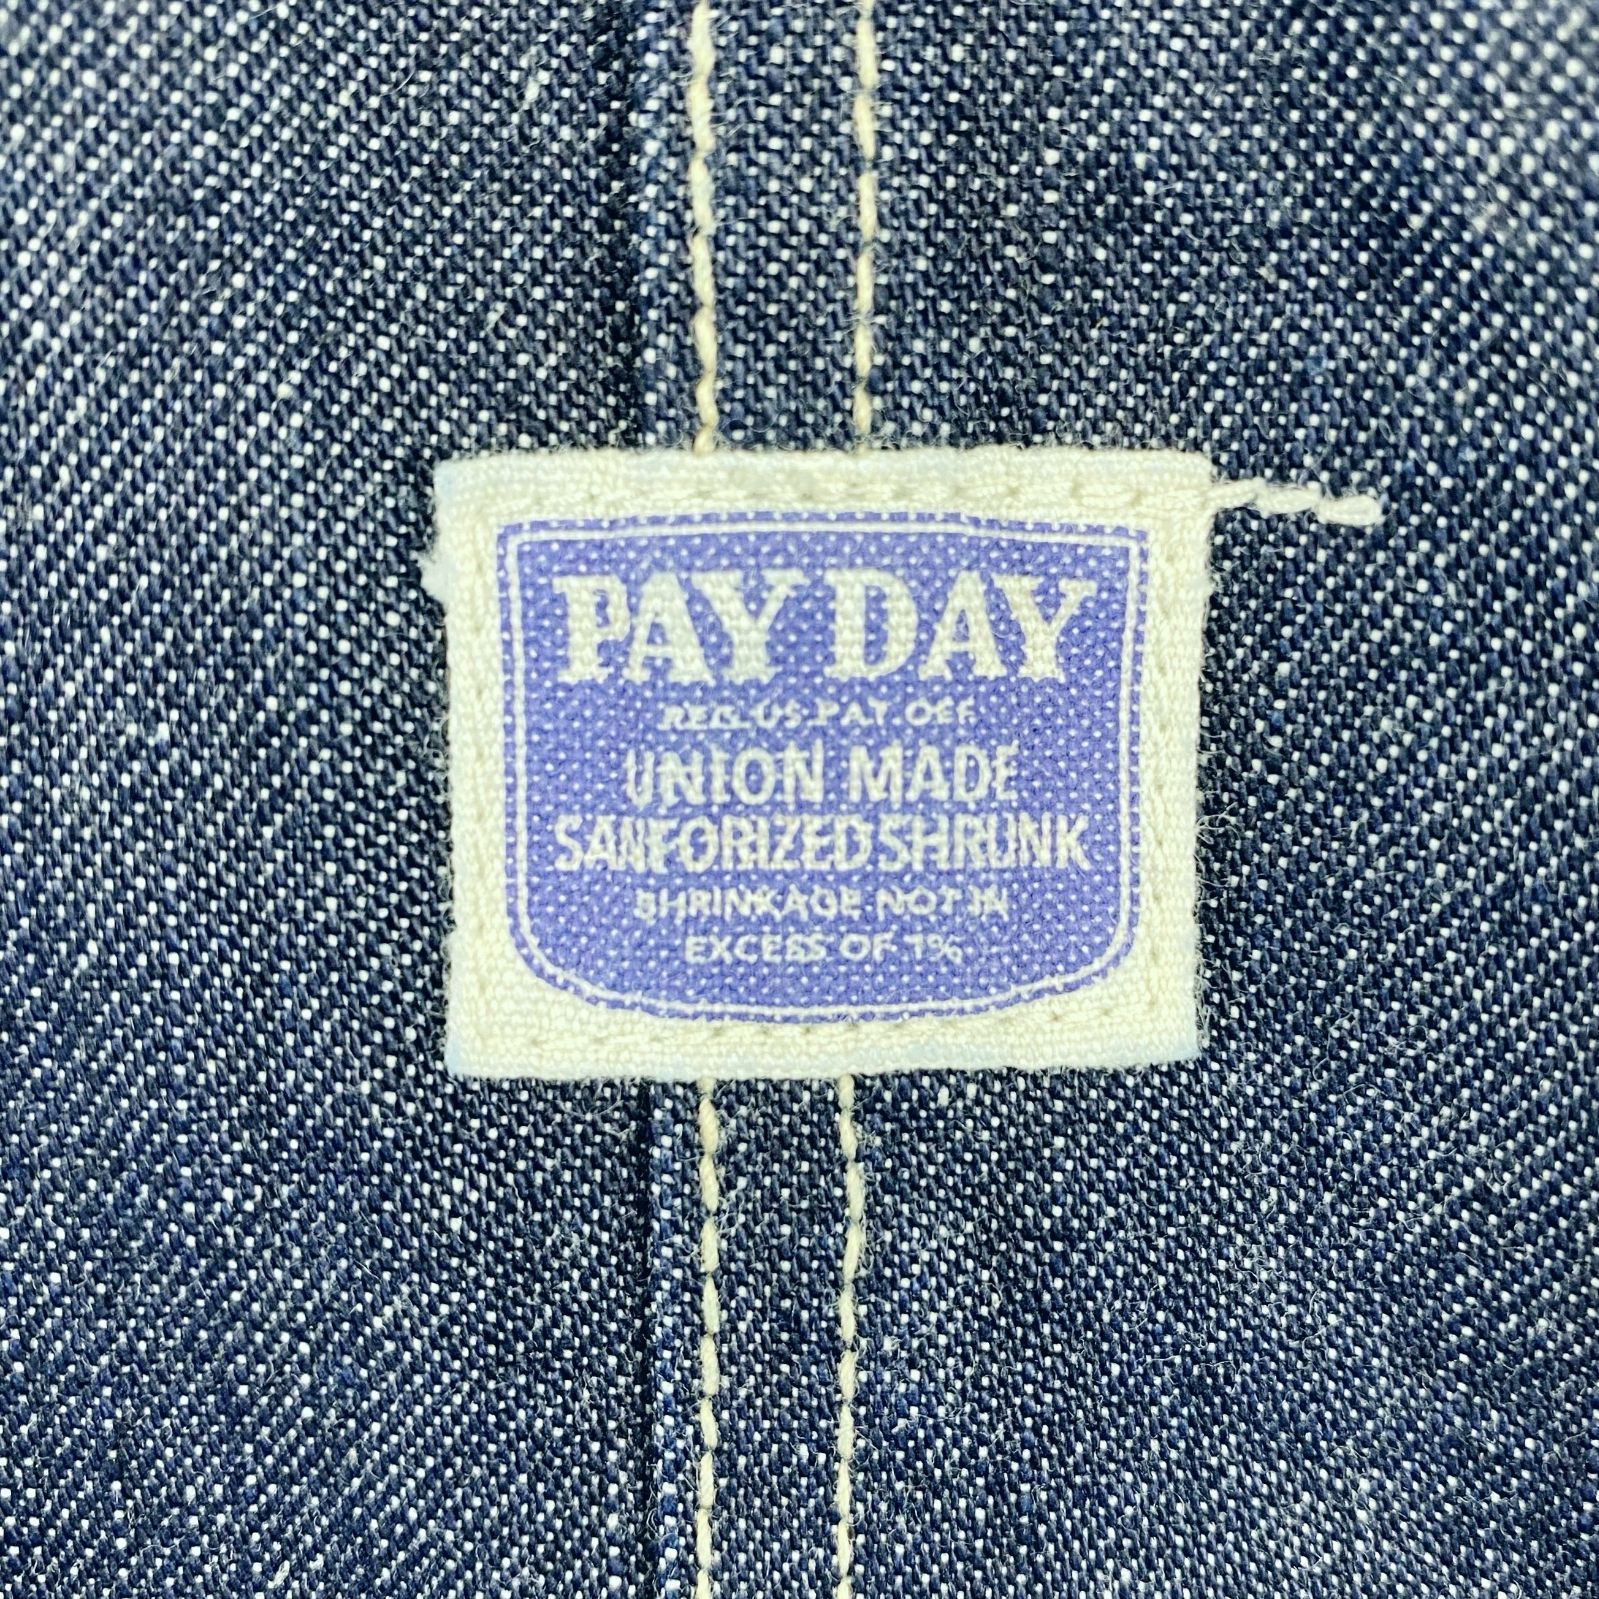 PAY DAY
REG. U.S. PAT. OFF.
UNION MADE
SANFORIZED SHRUNK
SHRINKAGE NOT IN
EXCESS OF 1%